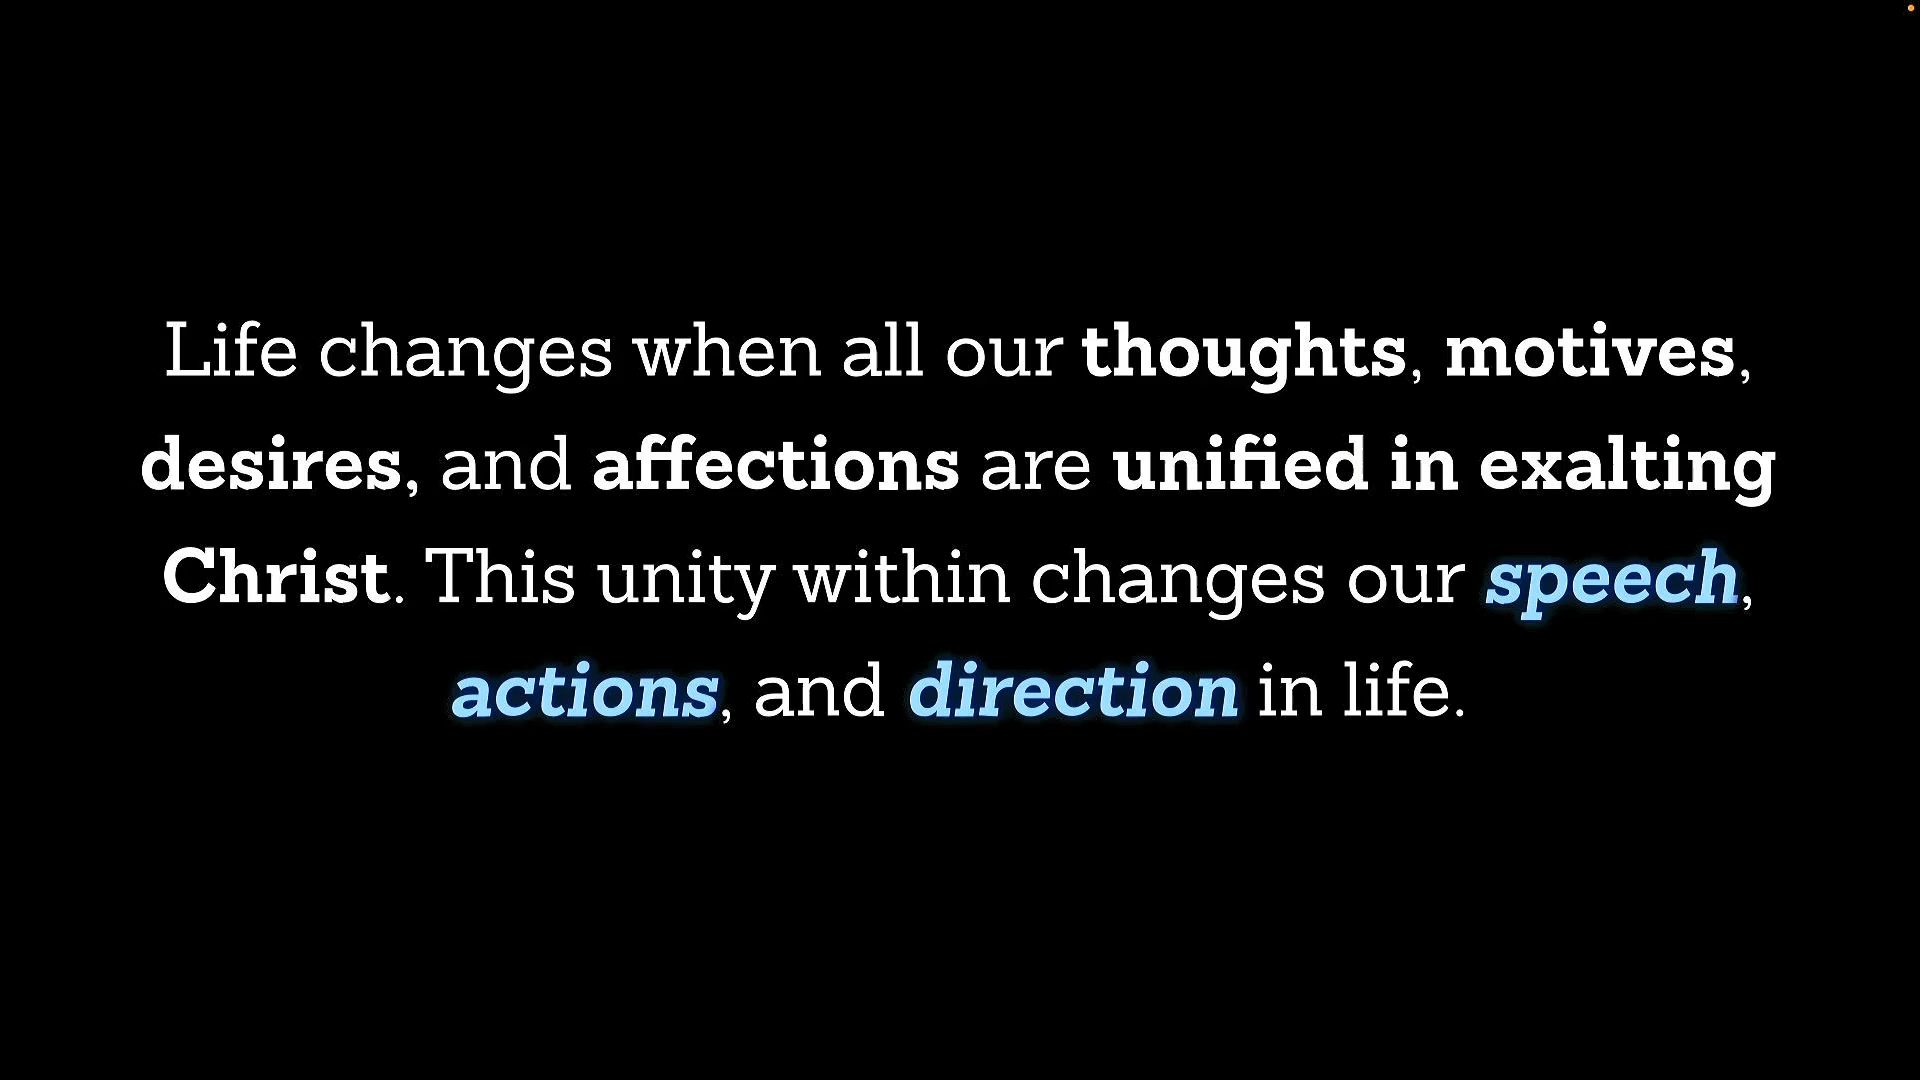 Life changes when all our thoughts, motives,
desires, and affections are unified in exalting
Christ. This unity within changes our speech,
actions, and direction in life.